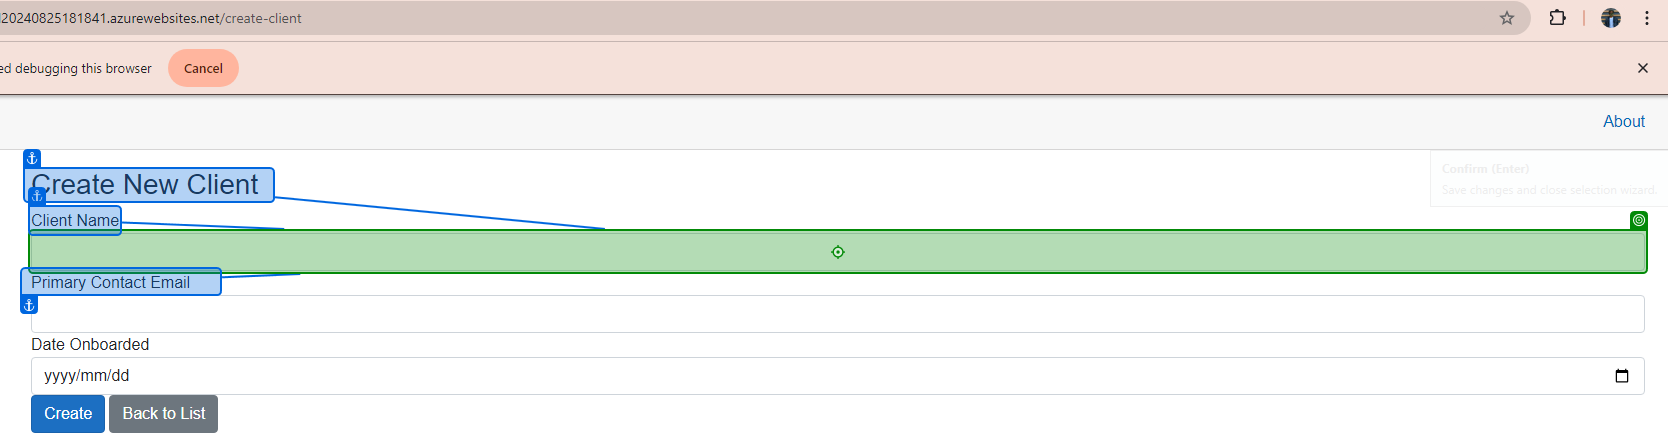 l20240825181841.azurewebsites.net/create-client
ed debugging this browser Cancel
About
Confirm (Enter)
Save changes and close selection wizard.
Create New Client
Client Name
Primary Contact Email
Date Onboarded
yyyy/mm/dd
Create Back to List